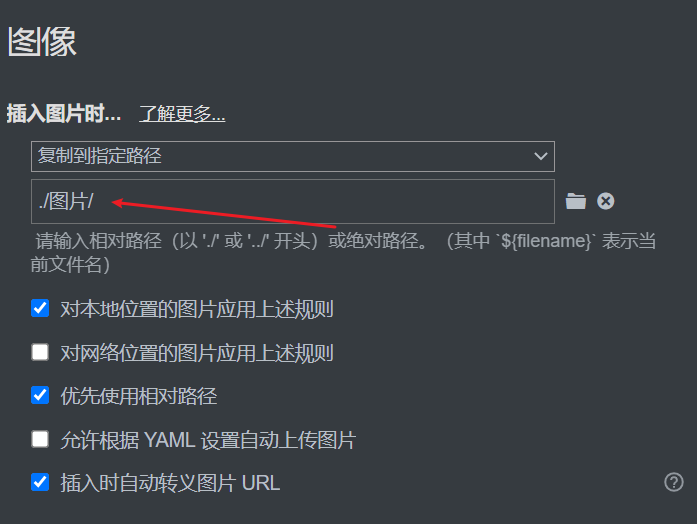 图像
插入图片时... 了解更多...
复制到指定路径
./图片/
请输入相对路径（以 './' 或 '../' 开头）或绝对路径。（其中 `${filename}` 表示当
前文件名）
对本地位置的图片应用上述规则
对网络位置的图片应用上述规则
优先使用相对路径
允许根据 YAML 设置自动上传图片
插入时自动转义图片 URL